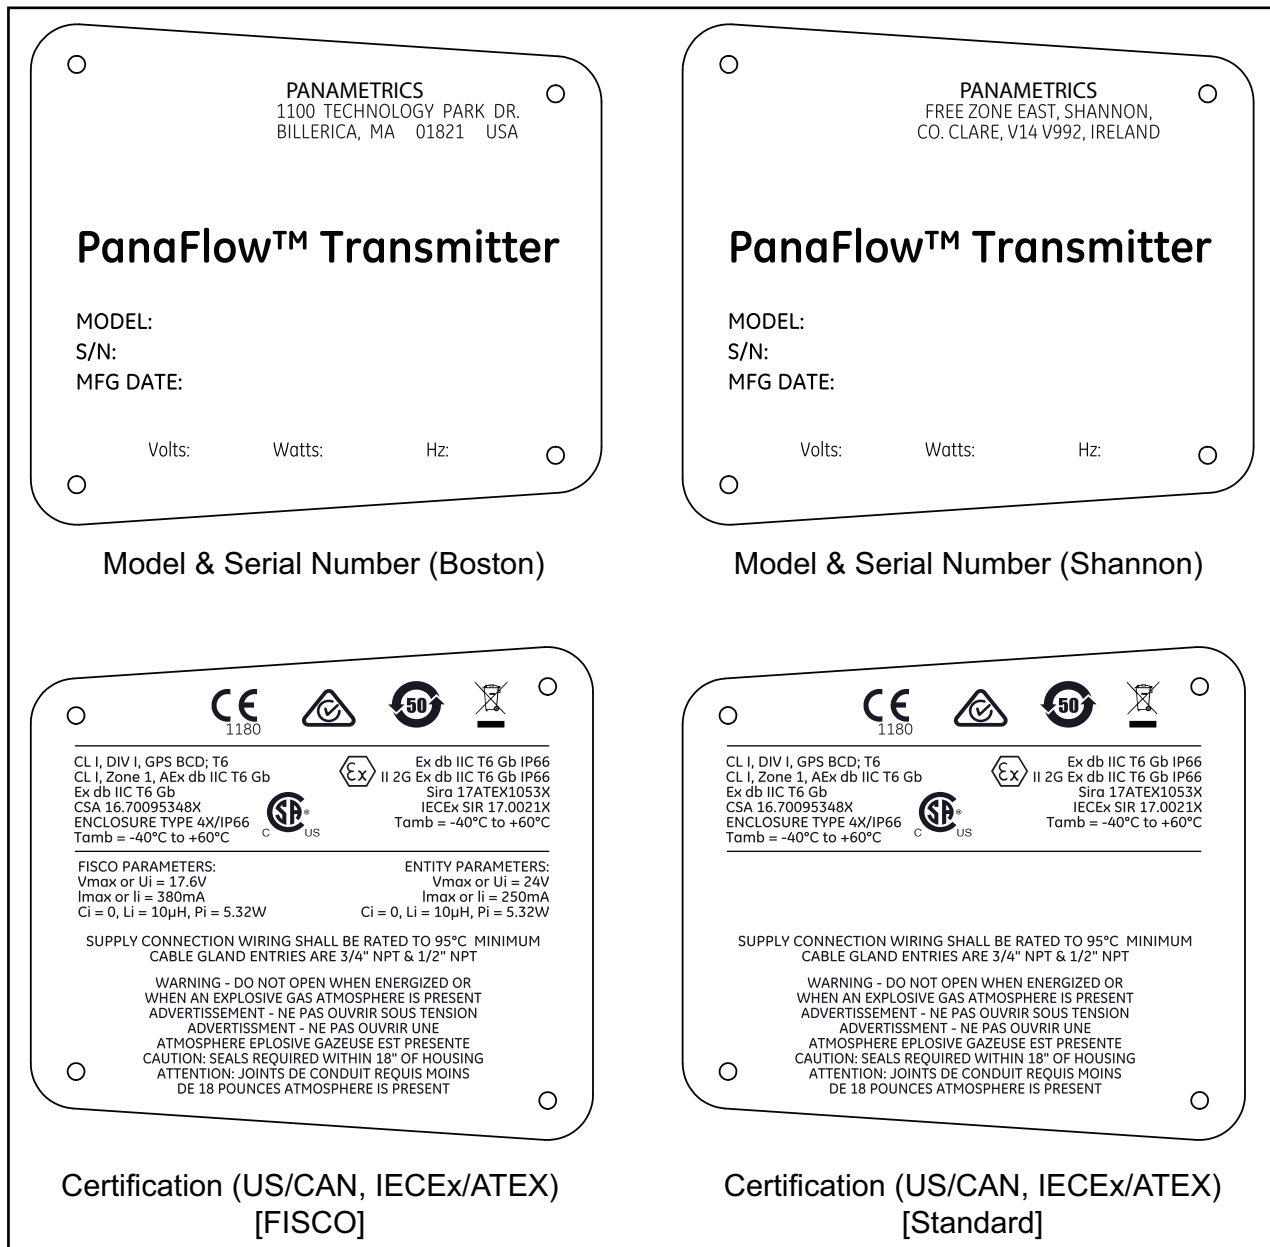 PANAMETRICS
1100 TECHNOLOGY PARK DR.
BILLERICA, MA 01821 USA
PanaFlow™ Transmitter
MODEL:
S/N:
MFG DATE:
Volts: Watts: Hz:
Model & Serial Number (Boston)
PANAMETRICS
FREE ZONE EAST, SHANNON,
CO. CLARE, V14 V992, IRELAND
PanaFlow™ Transmitter
MODEL:
S/N:
MFG DATE:
Volts: Watts: Hz:
Model & Serial Number (Shannon)
CE
1180
50
CL I, DIV I, GPS BCD; T6
CL I, Zone 1, AEx db IIC T6 Gb
Ex db IIC T6 Gb
CSA 16.70095348X
ENCLOSURE TYPE 4X/IP66
Tamb = -40°C to +60°C
C SA® US
Ex
Ex db IIC T6 Gb IP66
II 2G Ex db IIC T6 Gb IP66
Sira 17ATEX1053X
IECEx SIR 17.0021X
Tamb = -40°C to +60°C
FISCO PARAMETERS:
Vmax or Ui = 17.6V
lmax or li = 380mA
Ci = 0, Li = 10µH, Pi = 5.32W
ENTITY PARAMETERS:
Vmax or Ui = 24V
lmax or li = 250mA
Ci = 0, Li = 10µH, Pi = 5.32W
SUPPLY CONNECTION WIRING SHALL BE RATED TO 95°C MINIMUM
CABLE GLAND ENTRIES ARE 3/4" NPT & 1/2" NPT
WARNING - DO NOT OPEN WHEN ENERGIZED OR
WHEN AN EXPLOSIVE GAS ATMOSPHERE IS PRESENT
ADVERTISSEMENT - NE PAS OUVRIR SOUS TENSION
ADVERTISSMENT - NE PAS OUVRIR UNE
ATMOSPHERE EPLOSIVE GAZEUSE EST PRESENTE
CAUTION: SEALS REQUIRED WITHIN 18" OF HOUSING
ATTENTION: JOINTS DE CONDUIT REQUIS MOINS
DE 18 POUNCES ATMOSPHERE IS PRESENT
Certification (US/CAN, IECEx/ATEX)
[FISCO]
CE
1180
50
CL I, DIV I, GPS BCD; T6
CL I, Zone 1, AEx db IIC T6 Gb
Ex db IIC T6 Gb
CSA 16.70095348X
ENCLOSURE TYPE 4X/IP66
Tamb = -40°C to +60°C
C SA® US
Ex
Ex db IIC T6 Gb IP66
II 2G Ex db IIC T6 Gb IP66
Sira 17ATEX1053X
IECEx SIR 17.0021X
Tamb = -40°C to +60°C
SUPPLY CONNECTION WIRING SHALL BE RATED TO 95°C MINIMUM
CABLE GLAND ENTRIES ARE 3/4" NPT & 1/2" NPT
WARNING - DO NOT OPEN WHEN ENERGIZED OR
WHEN AN EXPLOSIVE GAS ATMOSPHERE IS PRESENT
ADVERTISSEMENT - NE PAS OUVRIR SOUS TENSION
ADVERTISSMENT - NE PAS OUVRIR UNE
ATMOSPHERE EPLOSIVE GAZEUSE EST PRESENTE
CAUTION: SEALS REQUIRED WITHIN 18" OF HOUSING
ATTENTION: JOINTS DE CONDUIT REQUIS MOINS
DE 18 POUNCES ATMOSPHERE IS PRESENT
Certification (US/CAN, IECEx/ATEX)
[Standard]